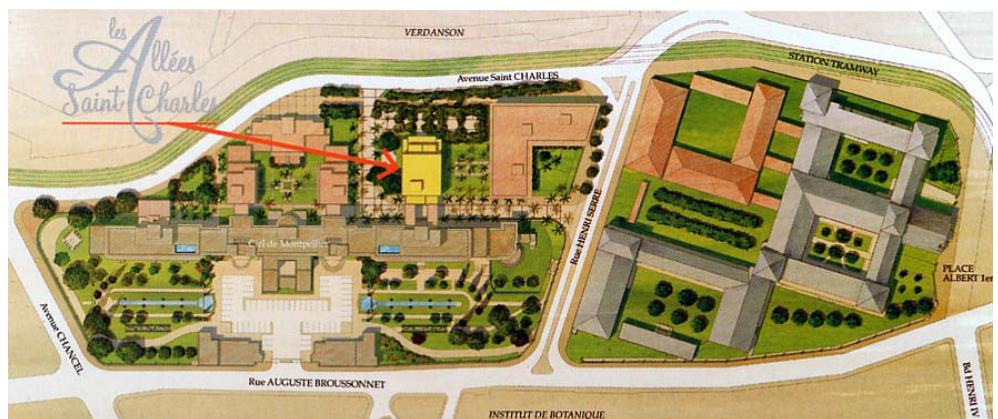 les
Allées
Saint Charles
VERDANSON
Avenue Saint CHARLES
STATION TRAMWAY
Ciel de Montpellier
Rue HENRI SERRE
PLACE
ALBERT 1er
Avenue CHANCEL
Rue AUGUSTE BROUSSONNET
Bd HENRI IV
INSTITUT DE BOTANIQUE